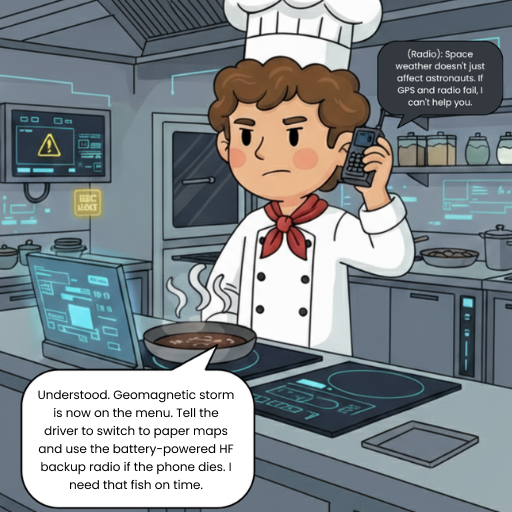 (Radio): Space
weather doesn't just
affect astronauts. If
GPS and radio fail, I
can't help you.
Understood. Geomagnetic storm
is now on the menu. Tell the
driver to switch to paper maps
and use the battery-powered HF
backup radio if the phone dies. I
need that fish on time.